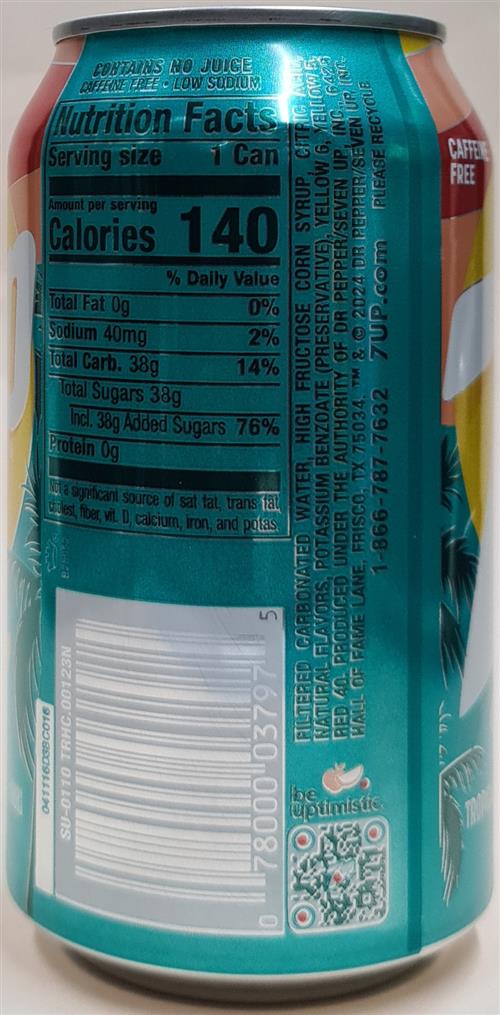 CONTAINS NO JUICE
CAFFEINE FREE • LOW SODIUM
Nutrition Facts
Serving size 1 Can
Amount per serving
Calories 140
% Daily Value
Total Fat 0g 0%
Sodium 40mg 2%
Total Carb. 38g 14%
Total Sugars 38g
Incl. 38g Added Sugars 76%
Protein 0g
Not a significant source of sat fat, trans fat,
cholest, fiber, vit. D, calcium, iron, and potas.
FILTERED CARBONATED WATER, HIGH FRUCTOSE CORN SYRUP, CITRIC ACID,
NATURAL FLAVORS, POTASSIUM BENZOATE (PRESERVATIVE), YELLOW 6, YELLOW 5,
RED 40. PRODUCED UNDER THE AUTHORITY OF DR PEPPER/SEVEN UP, INC., 6425
HALL OF FAME LANE, FRISCO, TX 75034. ™ & © 2024 DR PEPPER/SEVEN UP, INC.
1-866-787-7632 7UP.com PLEASE RECYCLE
041116D38C016
SU-0110 TRHC.00123N
0 78000 03797 5
be
uptimistic
CAFFEINE
FREE